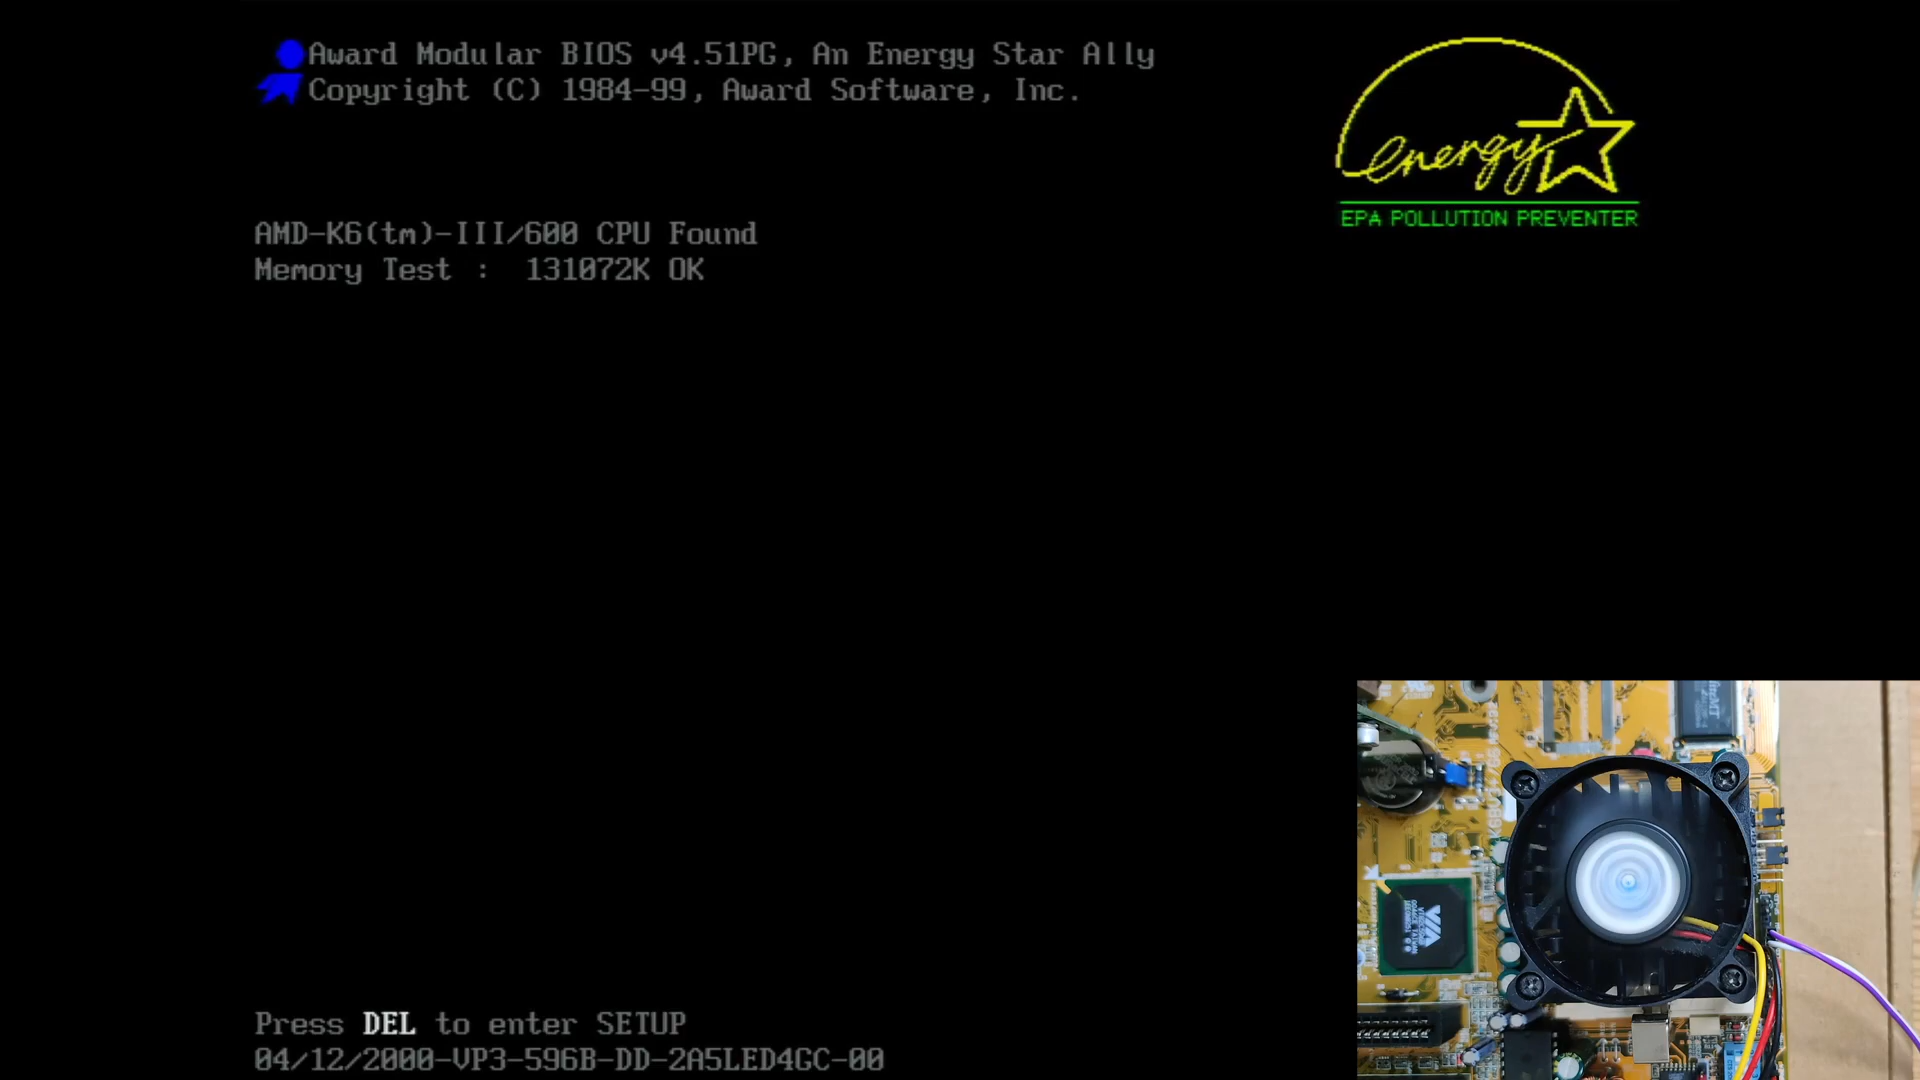 Award Modular BIOS v4.51PG, An Energy Star Ally
Copyright (C) 1984-99, Award Software, Inc.
energy
EPA POLLUTION PREVENTER
AMD-K6(tm)-III/600 CPU Found
Memory Test :  131072K OK
VIA
TAIWAN
Press DEL to enter SETUP
04/12/2000-VP3-596B-DD-2A5LED4GC-00